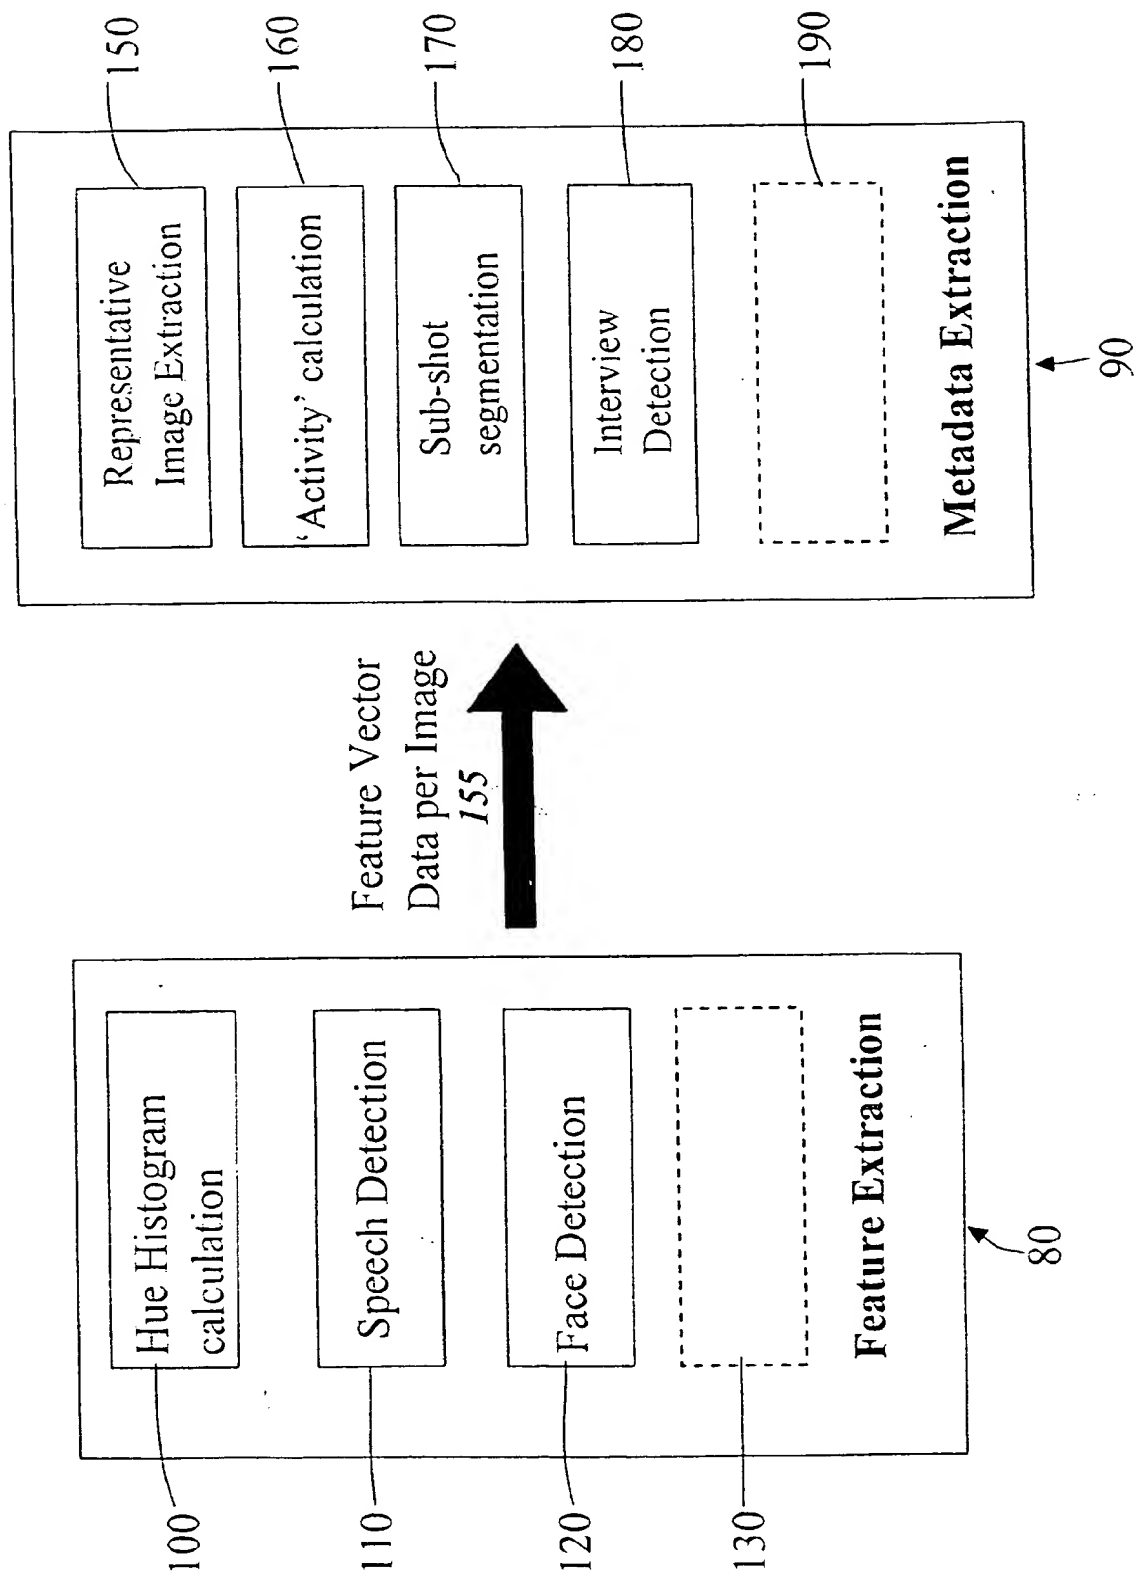 100
Hue Histogram
calculation
110
Speech Detection
120
Face Detection
130
Feature Extraction
80
Feature Vector
Data per Image
155
150
Representative
Image Extraction
160
‘Activity’ calculation
170
Sub-shot
segmentation
180
Interview
Detection
190
Metadata Extraction
90